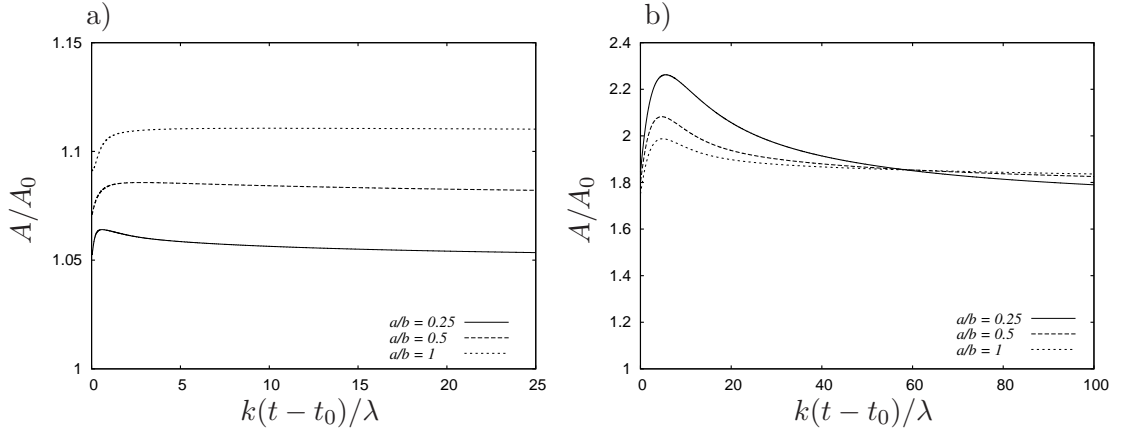 a)
1.15
1.1
1.05
1
A/A₀
a/b = 0.25
a/b = 0.5
a/b = 1
0 5 10 15 20 25
k(t − t₀)/λ
b)
2.4
2.2
2
1.8
1.6
1.4
1.2
1
A/A₀
a/b = 0.25
a/b = 0.5
a/b = 1
0 20 40 60 80 100
k(t − t₀)/λ